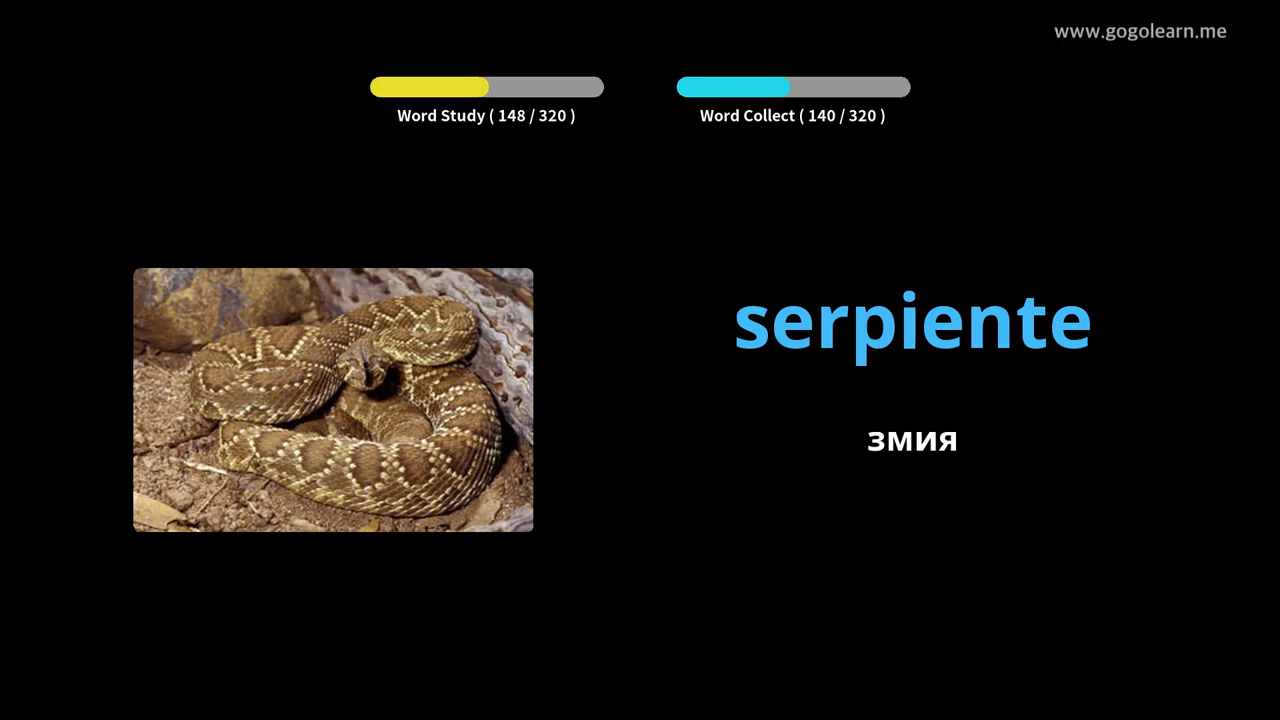 www.gogolearn.me
Word Study ( 148 / 320 )
Word Collect ( 140 / 320 )
serpiente
змия